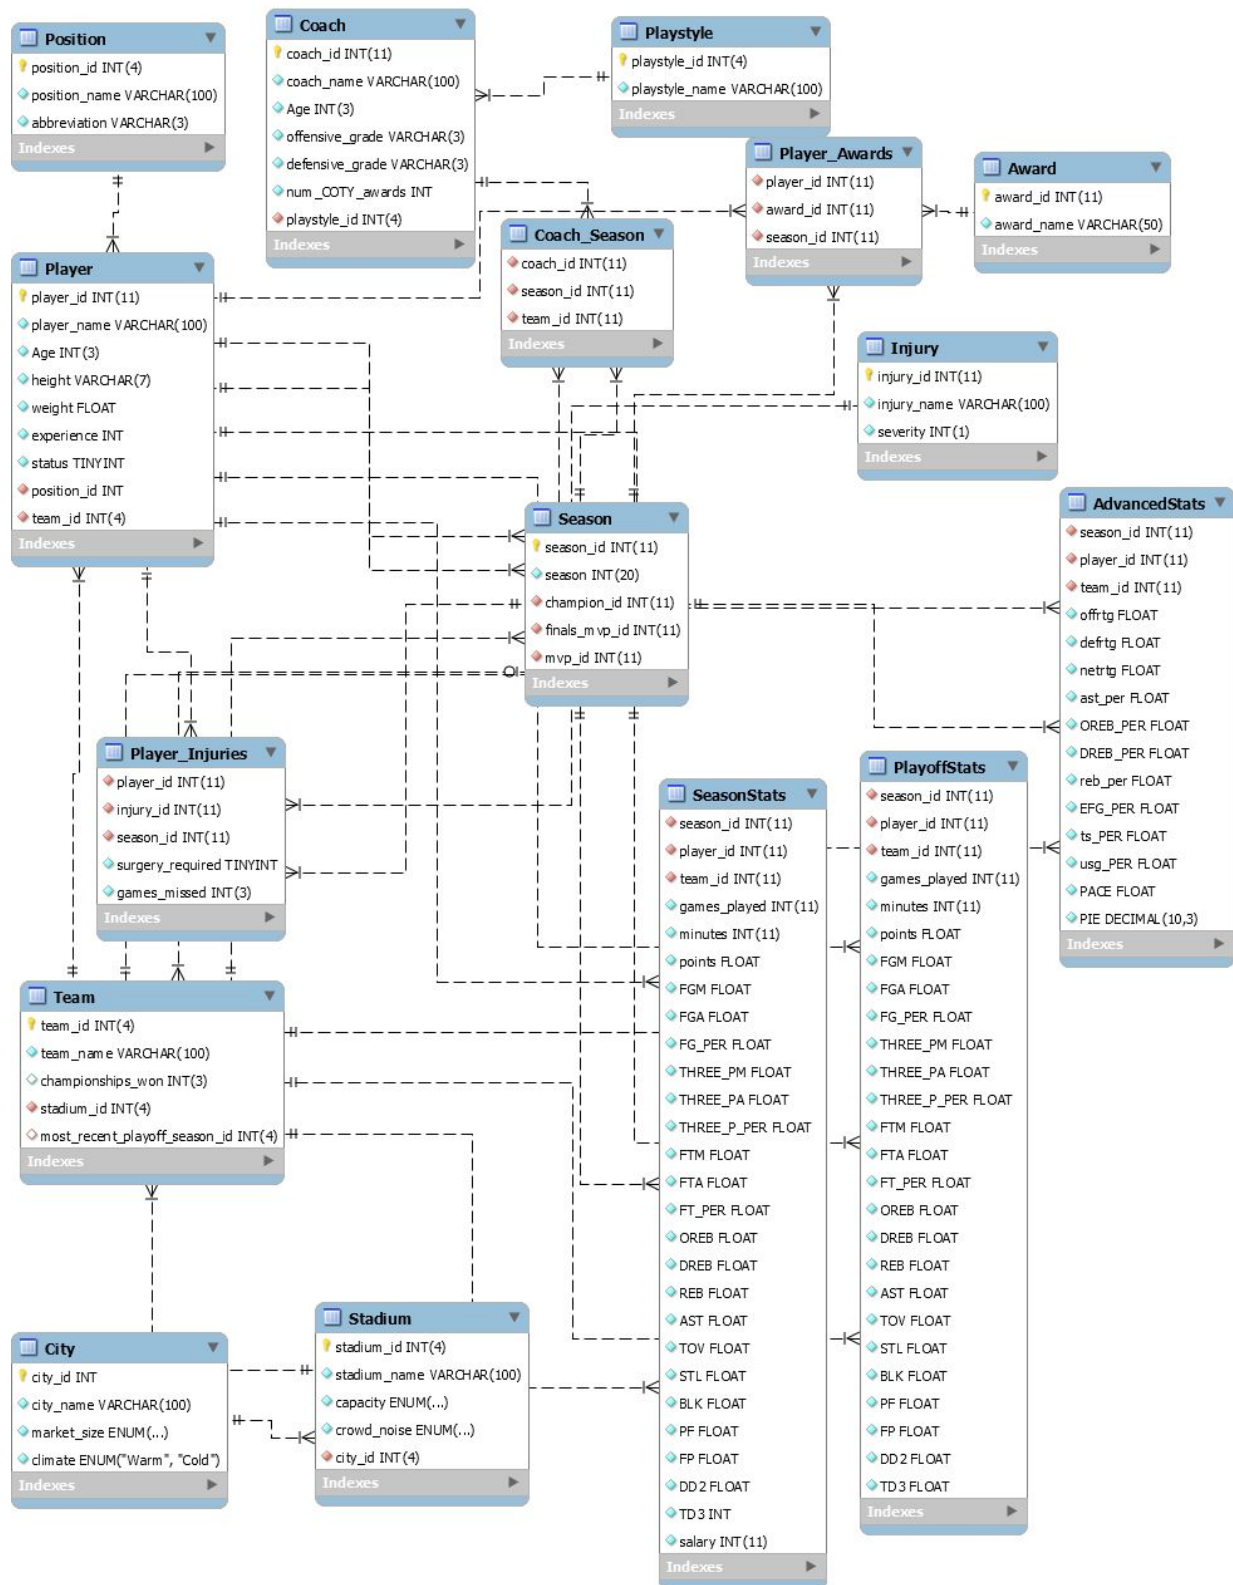 Position
position_id INT(4)
position_name VARCHAR(100)
abbreviation VARCHAR(3)
Indexes
Coach
coach_id INT(11)
coach_name VARCHAR(100)
Age INT(3)
offensive_grade VARCHAR(3)
defensive_grade VARCHAR(3)
num_COTY_awards INT
playstyle_id INT(4)
Indexes
Playstyle
playstyle_id INT(4)
playstyle_name VARCHAR(100)
Indexes
Player_Awards
player_id INT(11)
award_id INT(11)
season_id INT(11)
Indexes
Award
award_id INT(11)
award_name VARCHAR(50)
Indexes
Coach_Season
coach_id INT(11)
season_id INT(11)
team_id INT(11)
Indexes
Player
player_id INT(11)
player_name VARCHAR(100)
Age INT(3)
height VARCHAR(7)
weight FLOAT
experience INT
status TINYINT
position_id INT
team_id INT(4)
Indexes
Injury
injury_id INT(11)
injury_name VARCHAR(100)
severity INT(1)
Indexes
Season
season_id INT(11)
season INT(20)
champion_id INT(11)
finals_mvp_id INT(11)
mvp_id INT(11)
Indexes
AdvancedStats
season_id INT(11)
player_id INT(11)
team_id INT(11)
offrtg FLOAT
defrtg FLOAT
netrtg FLOAT
ast_per FLOAT
OREB_PER FLOAT
DREB_PER FLOAT
reb_per FLOAT
EFG_PER FLOAT
ts_PER FLOAT
usg_PER FLOAT
PACE FLOAT
PIE DECIMAL(10,3)
Indexes
Player_Injuries
player_id INT(11)
injury_id INT(11)
season_id INT(11)
surgery_required TINYINT
games_missed INT(3)
Indexes
SeasonStats
season_id INT(11)
player_id INT(11)
team_id INT(11)
games_played INT(11)
minutes INT(11)
points FLOAT
FGM FLOAT
FGA FLOAT
FG_PER FLOAT
THREE_PM FLOAT
THREE_PA FLOAT
THREE_P_PER FLOAT
FTM FLOAT
FTA FLOAT
FT_PER FLOAT
OREB FLOAT
DREB FLOAT
REB FLOAT
AST FLOAT
TOV FLOAT
STL FLOAT
BLK FLOAT
PF FLOAT
FP FLOAT
DD2 FLOAT
TD3 INT
salary INT(11)
Indexes
PlayoffStats
season_id INT(11)
player_id INT(11)
team_id INT(11)
games_played INT(11)
minutes INT(11)
points FLOAT
FGM FLOAT
FGA FLOAT
FG_PER FLOAT
THREE_PM FLOAT
THREE_PA FLOAT
THREE_P_PER FLOAT
FTM FLOAT
FTA FLOAT
FT_PER FLOAT
OREB FLOAT
DREB FLOAT
REB FLOAT
AST FLOAT
TOV FLOAT
STL FLOAT
BLK FLOAT
PF FLOAT
FP FLOAT
DD2 FLOAT
TD3 FLOAT
Indexes
Team
team_id INT(4)
team_name VARCHAR(100)
championships_won INT(3)
stadium_id INT(4)
most_recent_playoff_season_id INT(4)
Indexes
City
city_id INT
city_name VARCHAR(100)
market_size ENUM(...)
climate ENUM("Warm", "Cold")
Indexes
Stadium
stadium_id INT(4)
stadium_name VARCHAR(100)
capacity ENUM(...)
crowd_noise ENUM(...)
city_id INT(4)
Indexes